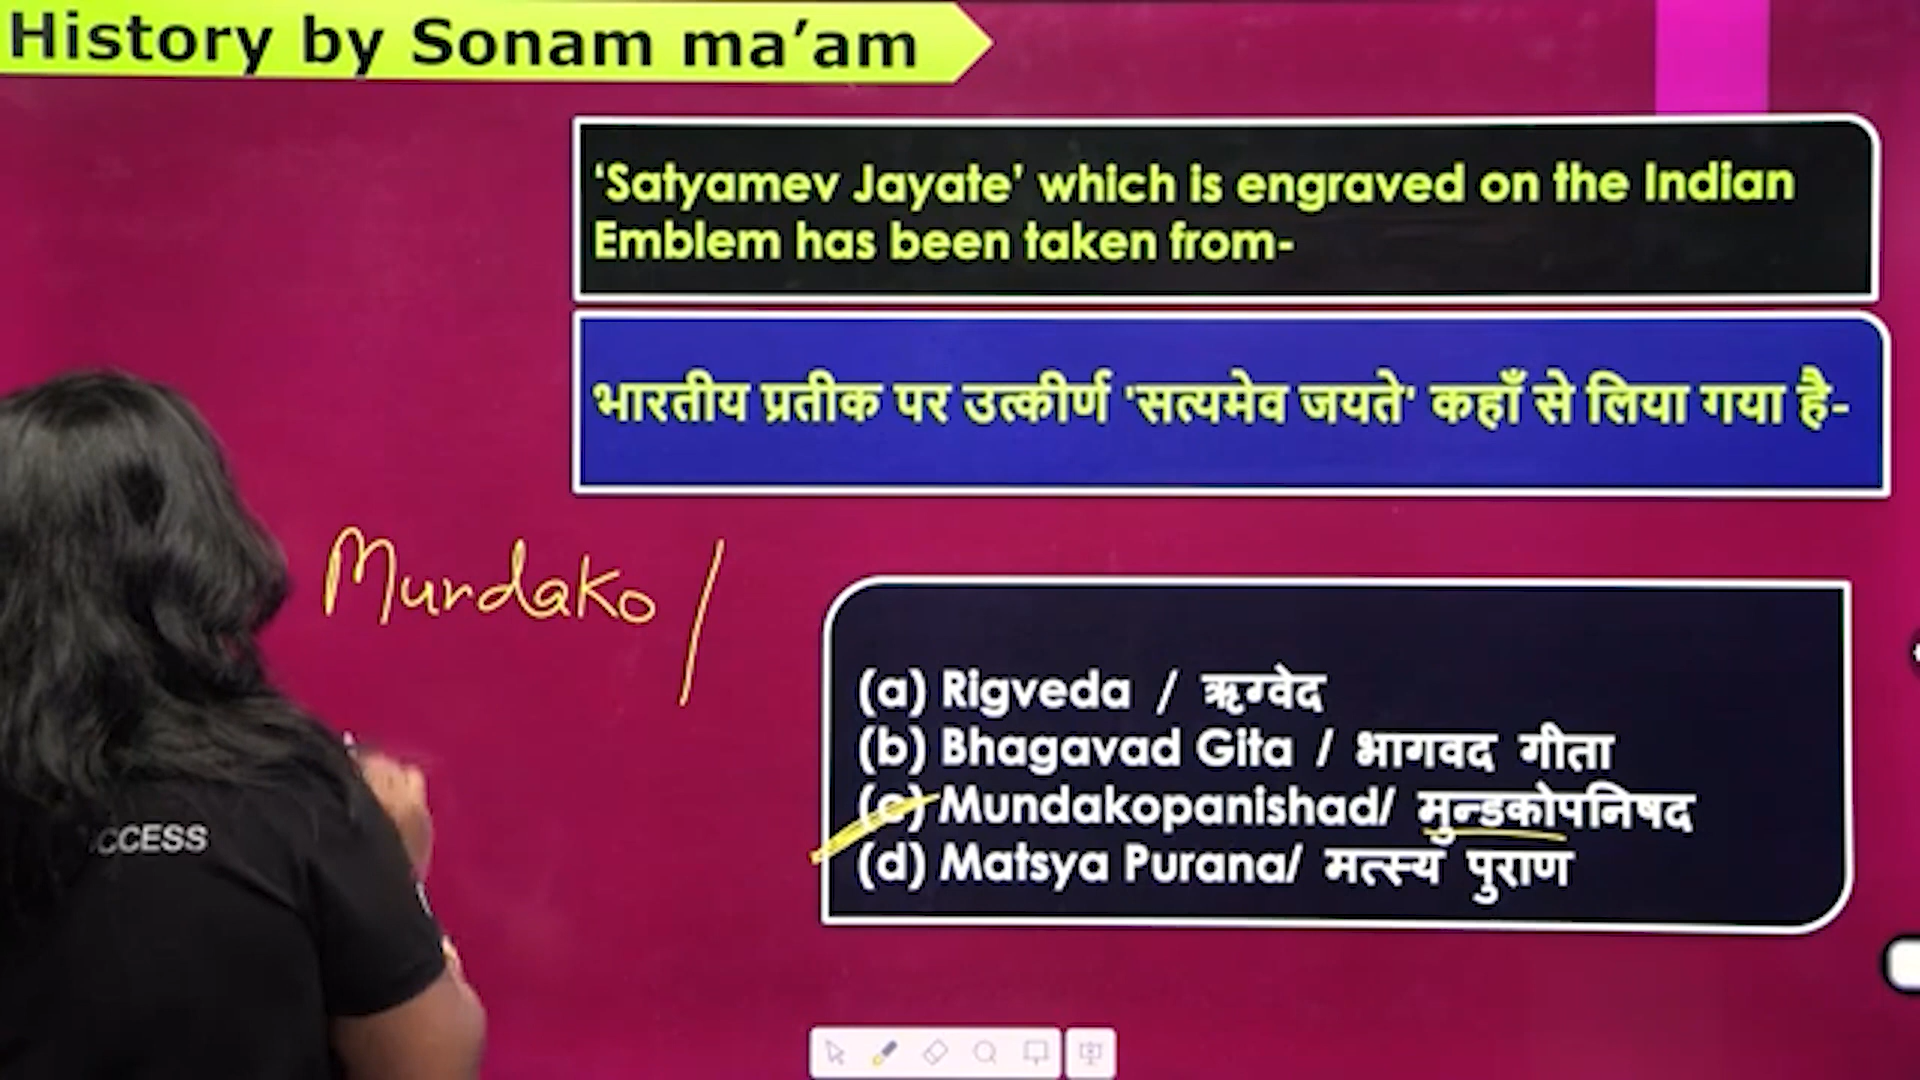 History by Sonam ma’am
‘Satyamev Jayate’ which is engraved on the Indian
Emblem has been taken from-
भारतीय प्रतीक पर उत्कीर्ण 'सत्यमेव जयते' कहाँ से लिया गया है-
Mundako /
(a) Rigveda / ऋग्वेद
(b) Bhagavad Gita / भागवद गीता
(c) Mundakopanishad/ मुन्डकोपनिषद
(d) Matsya Purana/ मत्स्य पुराण
CCESS